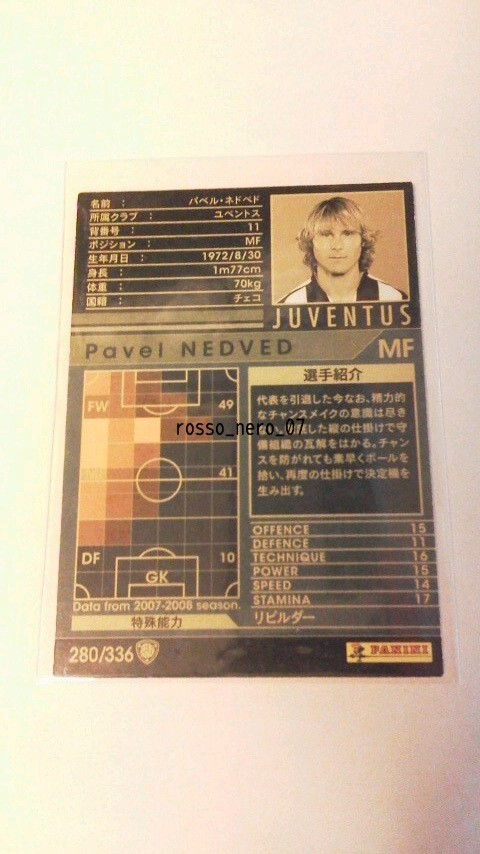 名前 : パベル・ネドベド
所属クラブ : ユベントス
背番号 : 11
ポジション : MF
生年月日 : 1972/8/30
身長 : 1m77cm
体重 : 70kg
国籍 : チェコ
JUVENTUS
Pavel NEDVED MF
選手紹介
代表を引退した今なお、精力的
なチャンスメイクの意識は尽き
した縦の仕掛けで守
備組織の瓦解をはかる。チャン
スを防がれても素早くボールを
拾い、再度の仕掛けで決定機を
生み出す。
rosso_nero_07
FW 49
41
DF 10
GK
Data from 2007-2008 season.
特殊能力
OFFENCE 15
DEFENCE 11
TECHNIQUE 16
POWER 15
SPEED 14
STAMINA 17
リビルダー
280/336
PANINI